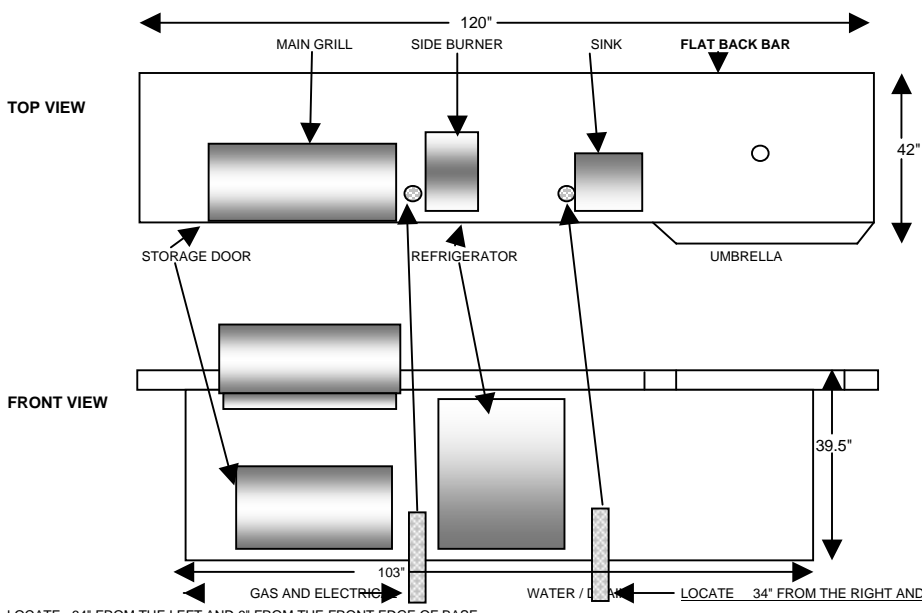 120"
MAIN GRILL SIDE BURNER SINK FLAT BACK BAR
TOP VIEW
42"
STORAGE DOOR REFRIGERATOR UMBRELLA
FRONT VIEW
39.5"
103"
GAS AND ELECTRIC WATER / LOCATE 34" FROM THE RIGHT AND
LOCATE 34" FROM THE LEFT AND FROM THE FRONT EDGE OF BASE